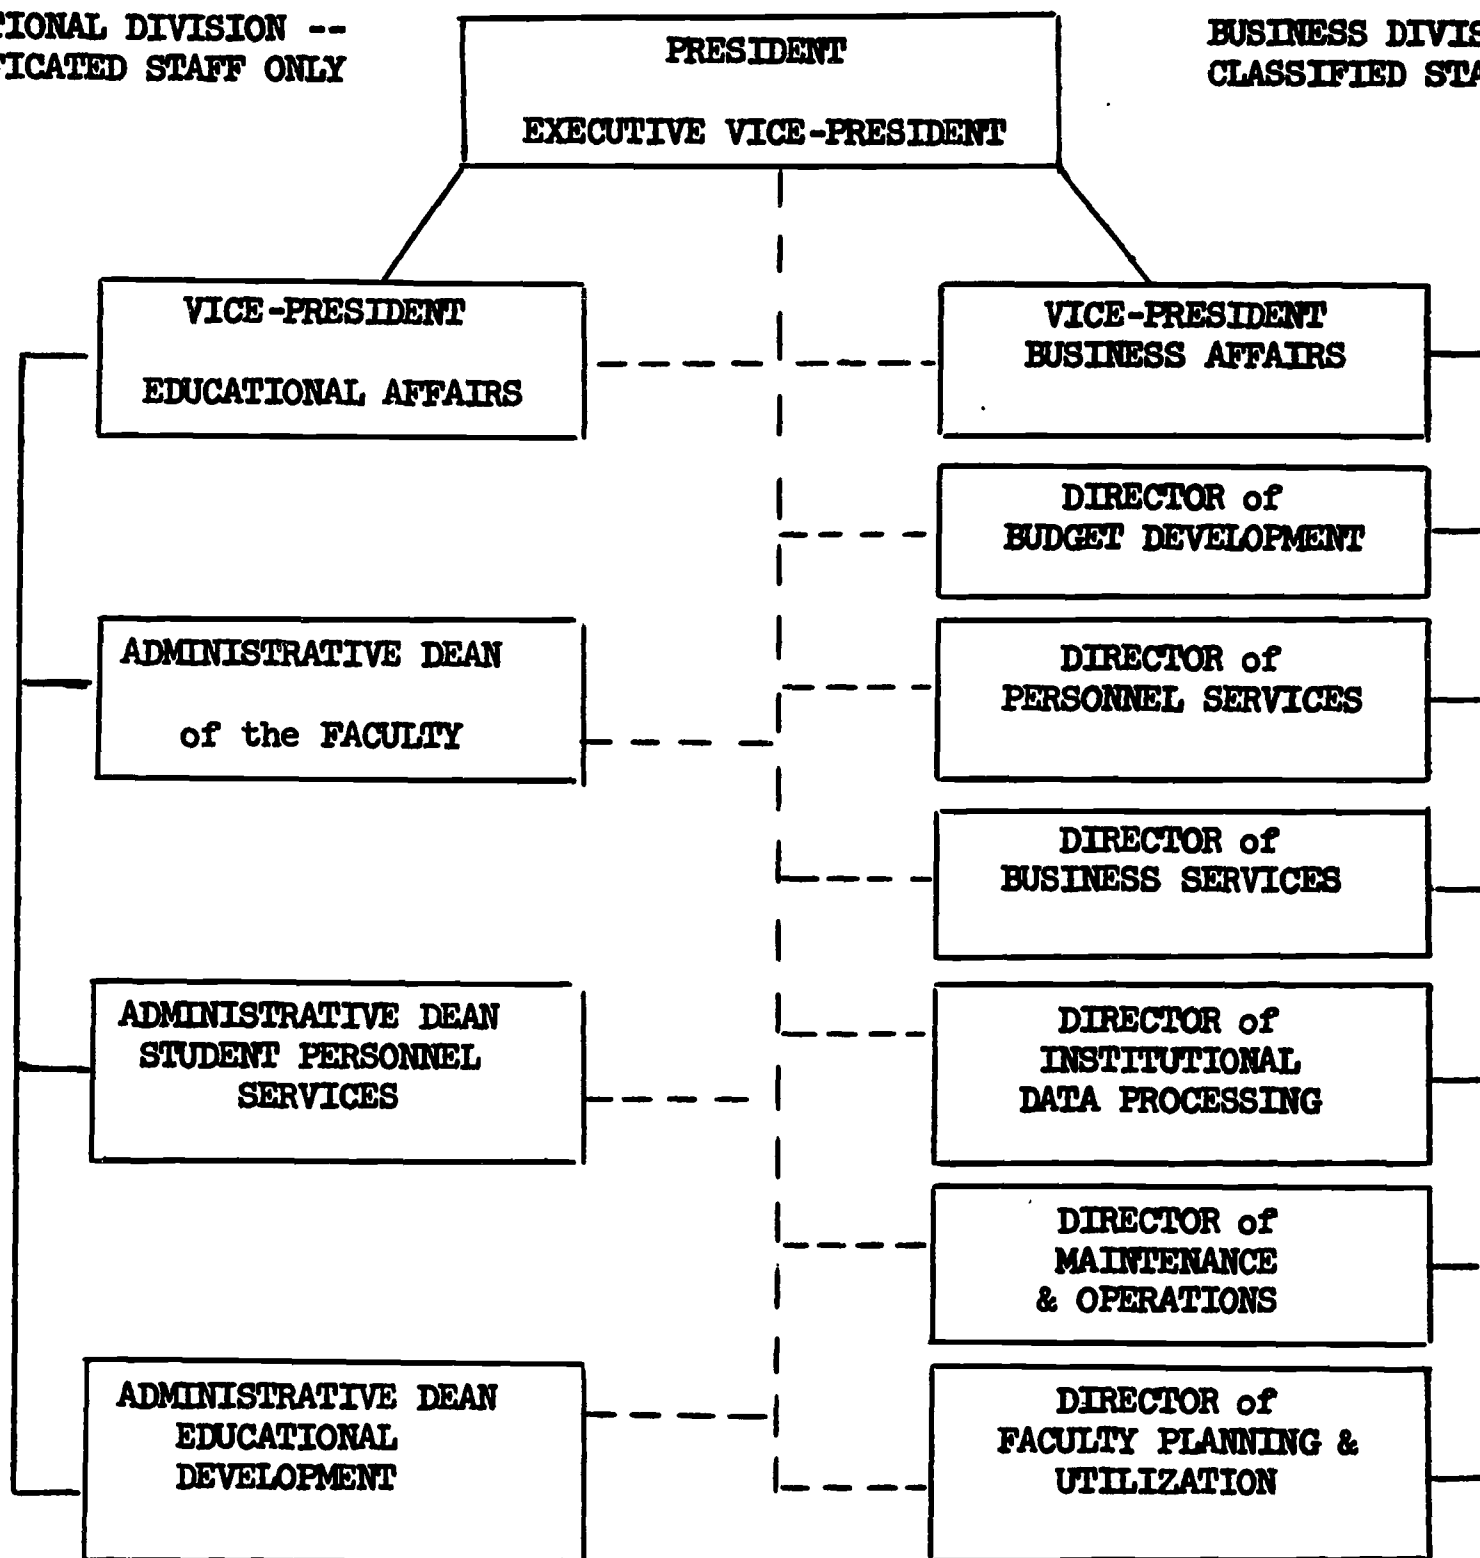 TIONAL DIVISION --
FICATED STAFF ONLY
PRESIDENT
EXECUTIVE VICE-PRESIDENT
BUSINESS DIVIS
CLASSIFIED STA
VICE-PRESIDENT
EDUCATIONAL AFFAIRS
VICE-PRESIDENT
BUSINESS AFFAIRS
DIRECTOR of
BUDGET DEVELOPMENT
ADMINISTRATIVE DEAN
of the FACULTY
DIRECTOR of
PERSONNEL SERVICES
DIRECTOR of
BUSINESS SERVICES
ADMINISTRATIVE DEAN
STUDENT PERSONNEL
SERVICES
DIRECTOR of
INSTITUTIONAL
DATA PROCESSING
DIRECTOR of
MAINTENANCE
& OPERATIONS
ADMINISTRATIVE DEAN
EDUCATIONAL
DEVELOPMENT
DIRECTOR of
FACULTY PLANNING &
UTILIZATION